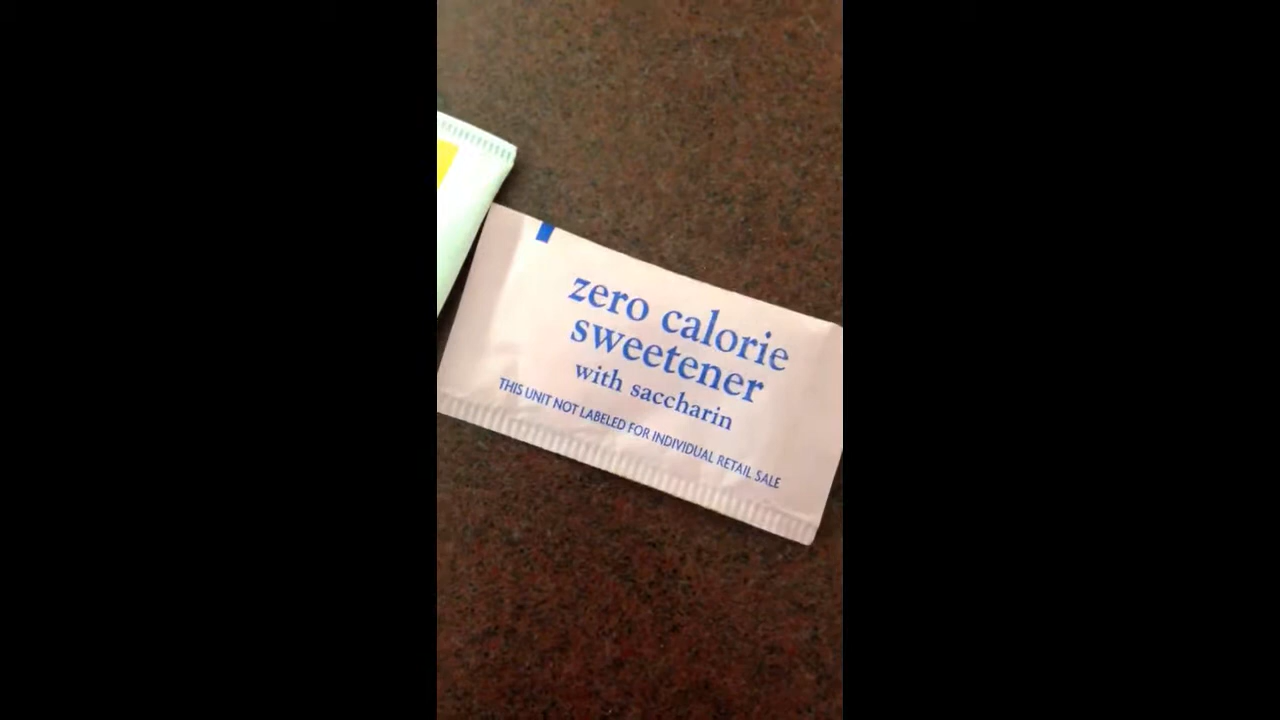 zero calorie
sweetener
with saccharin
THIS UNIT NOT LABELED FOR INDIVIDUAL RETAIL SALE